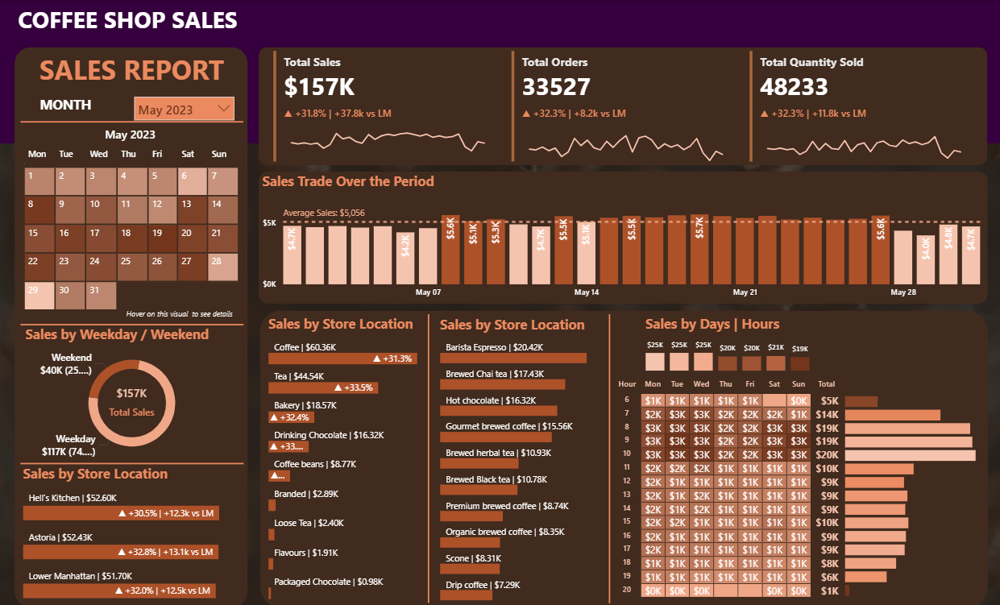 COFFEE SHOP SALES
SALES REPORT
MONTH
May 2023
May 2023
Mon Tue Wed Thu Fri Sat Sun
1 2 3 4 5 6 7
8 9 10 11 12 13 14
15 16 17 18 19 20 21
22 23 24 25 26 27 28
29 30 31
Hover on this visual to see details
Sales by Weekday / Weekend
Weekend
$40K (25....)
$157K
Total Sales
Weekday
$117K (74....)
Sales by Store Location
Hell's Kitchen | $52.60K
▲ +30.5% | +12.3k vs LM
Astoria | $52.43K
▲ +32.8% | +13.1k vs LM
Lower Manhattan | $51.70K
▲ +32.0% | +12.5k vs LM
Total Sales
$157K
▲ +31.8% | +37.8k vs LM
Total Orders
33527
▲ +32.3% | +8.2k vs LM
Total Quantity Sold
48233
▲ +32.3% | +11.8k vs LM
Sales Trade Over the Period
Average Sales: $5,056
$5K
$0K
$4.7K $4.2K $5.6K $5.1K $5.3K $4.7K $5.5K $5.1K $5.5K $5.7K $5.6K $4.0K $4.8K $4.7K
May 07 May 14 May 21 May 28
Sales by Store Location
Coffee | $60.36K
▲ +31.3%
Tea | $44.54K
▲ +33.5%
Bakery | $18.57K
▲ +32.4%
Drinking Chocolate | $16.32K
▲ +33....
Coffee beans | $8.77K
▲...
Branded | $2.89K
Loose Tea | $2.40K
Flavours | $1.91K
Packaged Chocolate | $0.98K
Sales by Store Location
Barista Espresso | $20.42K
Brewed Chai tea | $17.43K
Hot chocolate | $16.32K
Gourmet brewed coffee | $15.56K
Brewed herbal tea | $10.93K
Brewed Black tea | $10.78K
Premium brewed coffee | $8.74K
Organic brewed coffee | $8.35K
Scone | $8.31K
Drip coffee | $7.29K
Sales by Days | Hours
$25K $25K $25K $20K $20K $21K $19K
Hour Mon Tue Wed Thu Fri Sat Sun Total
6 $1K $1K $1K $1K $1K $0K $5K
7 $2K $3K $3K $2K $2K $2K $1K $14K
8 $3K $3K $3K $2K $2K $3K $3K $19K
9 $3K $3K $3K $2K $2K $3K $3K $19K
10 $3K $3K $3K $2K $2K $3K $3K $20K
11 $2K $2K $2K $1K $1K $1K $1K $10K
12 $2K $1K $1K $1K $1K $1K $1K $9K
13 $2K $1K $2K $1K $1K $1K $1K $9K
14 $2K $2K $1K $1K $1K $1K $1K $9K
15 $2K $2K $1K $1K $1K $1K $1K $10K
16 $2K $1K $1K $1K $1K $1K $1K $9K
17 $2K $1K $1K $1K $1K $1K $1K $9K
18 $1K $1K $1K $1K $1K $1K $1K $8K
19 $1K $1K $1K $1K $1K $1K $1K $6K
20 $0K $0K $0K $0K $0K $1K